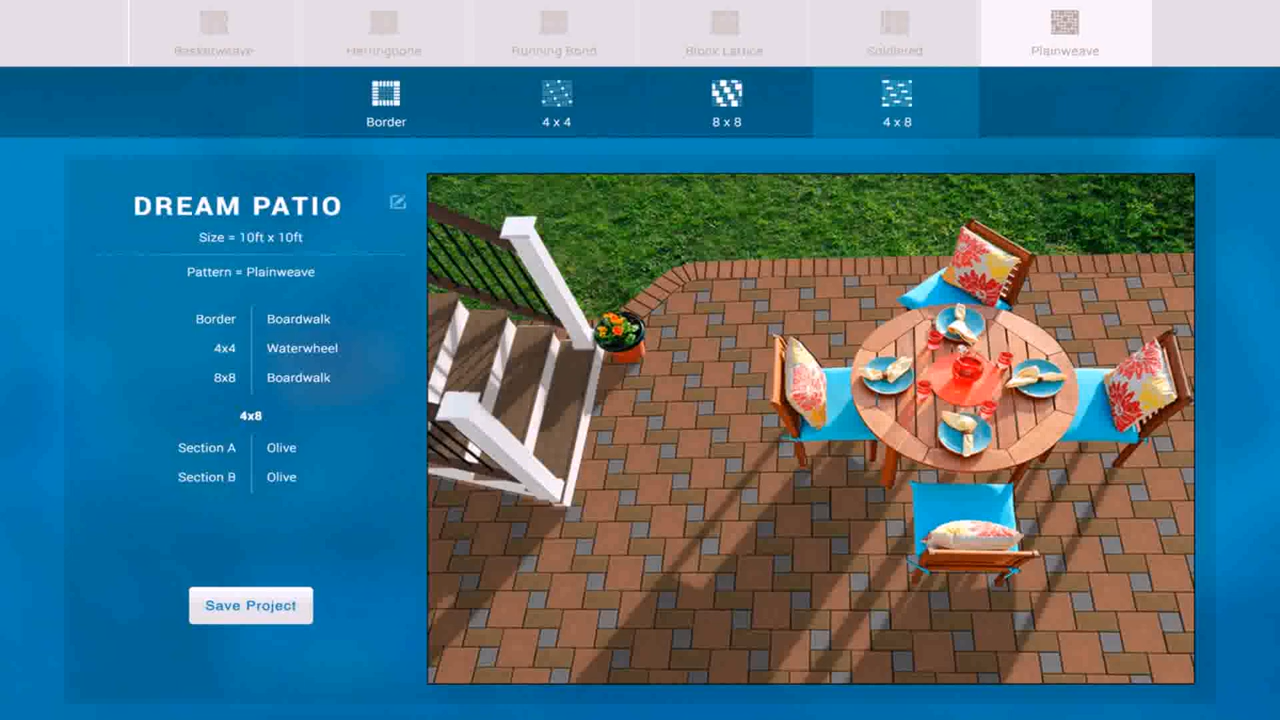 Basketweave
Herringbone
Running Bond
Block Lattice
Soldiered
Plainweave
Border
4 x 4
8 x 8
4 x 8
DREAM PATIO
Size = 10ft x 10ft
Pattern = Plainweave
Border Boardwalk
4x4 Waterwheel
8x8 Boardwalk
4x8
Section A Olive
Section B Olive
Save Project